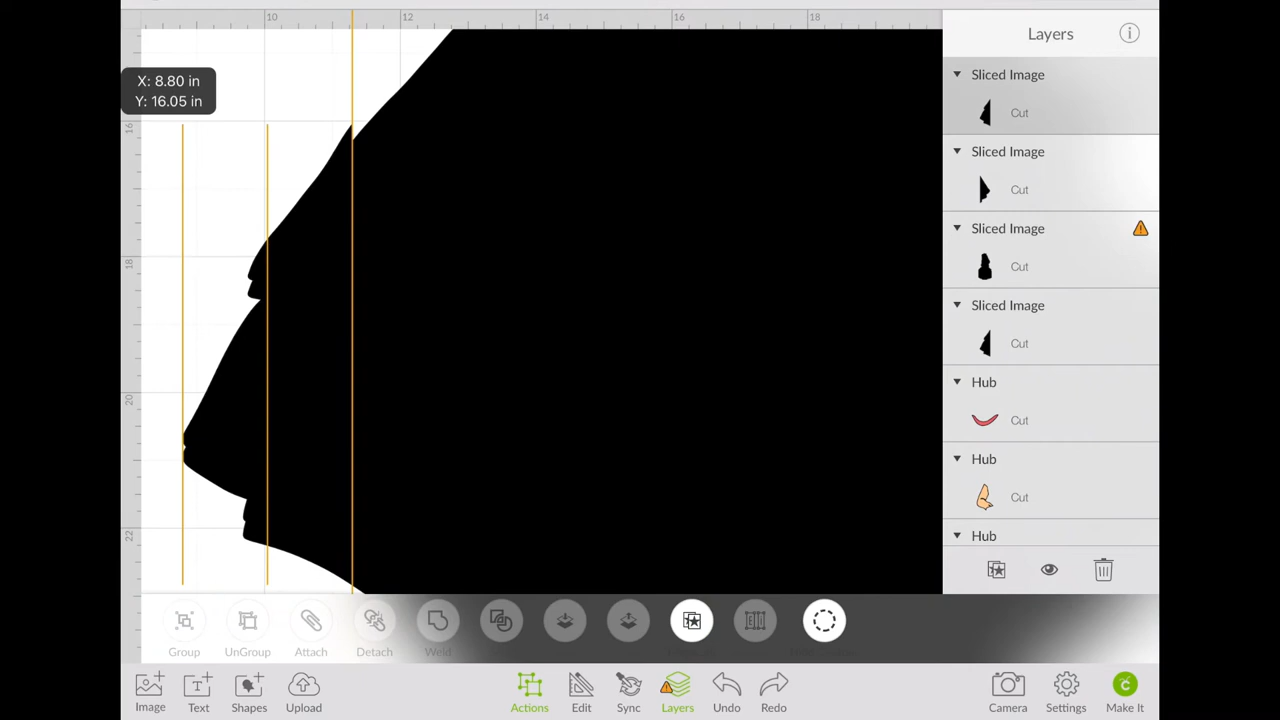 10 12 14 16 18
X: 8.80 in
Y: 16.05 in
16
18
20
22
Layers
Sliced Image
Cut
Sliced Image
Cut
Sliced Image
Cut
Sliced Image
Cut
Hub
Cut
Hub
Cut
Hub
Group UnGroup Attach Detach Weld
Image Text Shapes Upload Actions Edit Sync Layers Undo Redo Camera Settings Make It